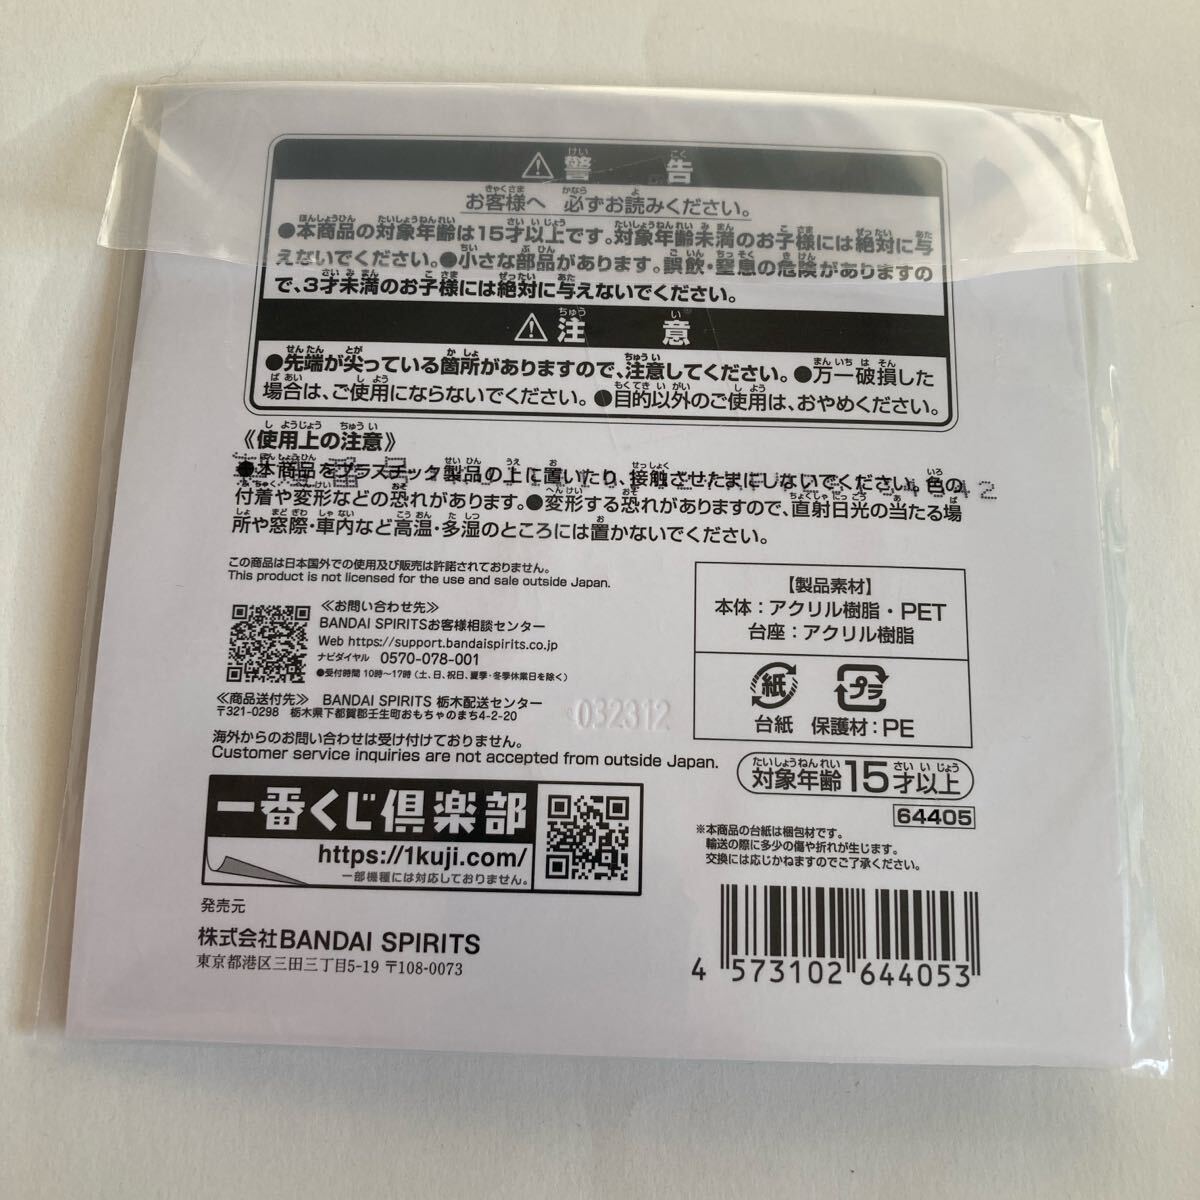 ⚠警告
お客様へ 必ずお読みください。
●本商品の対象年齢は15才以上です。対象年齢未満のお子様には絶対に与
えないでください。●小さな部品があります。誤飲・窒息の危険がありますの
で、3才未満のお子様には絶対に与えないでください。
⚠注意
●先端が尖っている箇所がありますので、注意してください。●万一破損した
場合は、ご使用にならないでください。●目的以外のご使用は、おやめください。
《使用上の注意》
●本商品をプラスチック製品の上に置いたり、接触させたままにしないでください。色の
付着や変形などの恐れがあります。●変形する恐れがありますので、直射日光の当たる場
所や窓際・車内など高温・多湿のところには置かないでください。
この商品は日本国外での使用及び販売は許諾されておりません。
This product is not licensed for the use and sale outside Japan.
≪お問い合わせ先≫
BANDAI SPIRITSお客様相談センター
Web https://support.bandaispirits.co.jp
ナビダイヤル 0570-078-001
●受付時間 10時〜17時(土、日、祝日、夏季・冬季休業日を除く)
≪商品送付先≫ BANDAI SPIRITS 栃木配送センター
〒321-0298 栃木県下都賀郡壬生町おもちゃのまち4-2-20
032312
海外からのお問い合わせは受け付けておりません。
Customer service inquiries are not accepted from outside Japan.
【製品素材】
本体:アクリル樹脂・PET
台座:アクリル樹脂
紙
プラ
台紙 保護材:PE
対象年齢15才以上
64405
※本商品の台紙は梱包材です。
輸送の際に多少の傷や折れが生じます。
交換には応じかねますのでご了承ください。
一番くじ倶楽部
https://1kuji.com/
一部機種には対応しておりません。
発売元
株式会社BANDAI SPIRITS
東京都港区三田三丁目5-19 〒108-0073
4 573102 644053